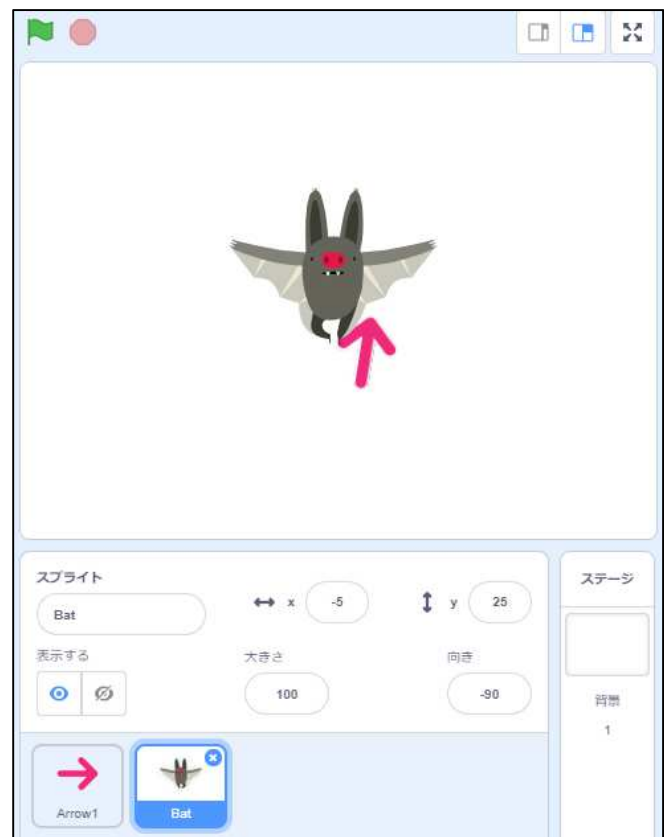 スプライト
Bat
x -5
y 25
表示する
大きさ 100
向き -90
ステージ
背景
1
Arrow1
Bat